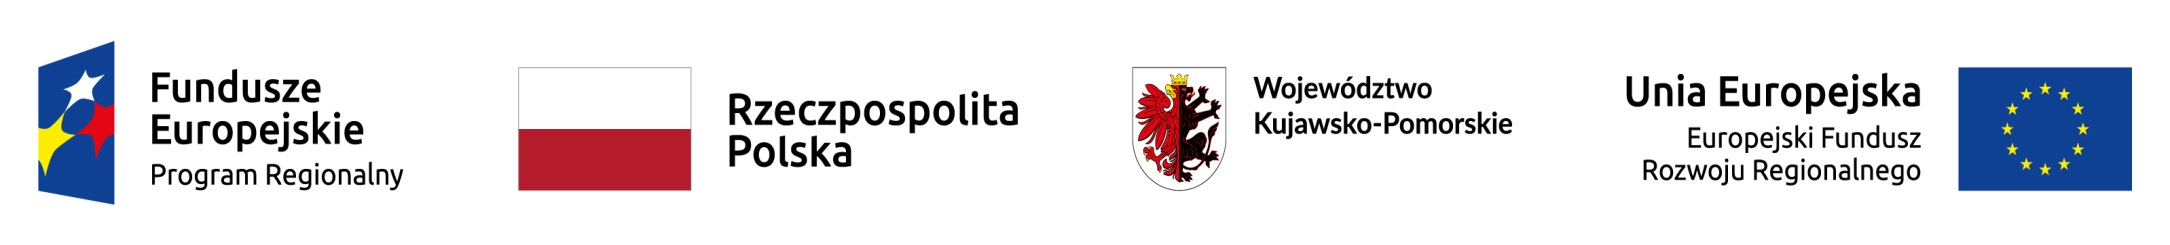 Fundusze
Europejskie
Program Regionalny
Rzeczpospolita
Polska
Województwo
Kujawsko-Pomorskie
Unia Europejska
Europejski Fundusz
Rozwoju Regionalnego